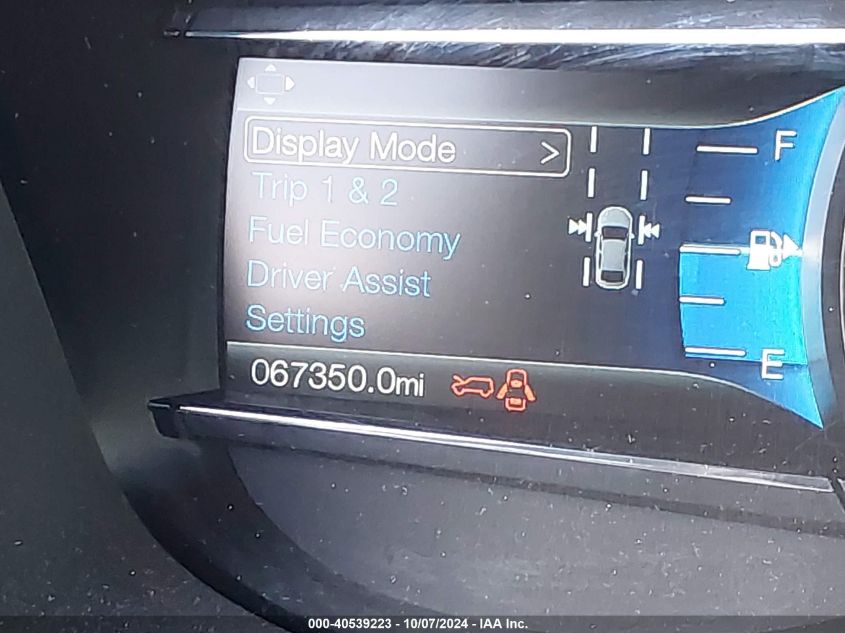 Display Mode >
Trip 1 & 2
Fuel Economy
Driver Assist
Settings
067350.0mi
F
E
000-40539223 - 10/07/2024 - IAA Inc.